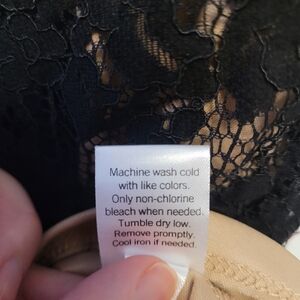 Machine wash cold
with like colors.
Only non-chlorine
bleach when needed.
Tumble dry low.
Remove promptly.
Cool iron if needed.